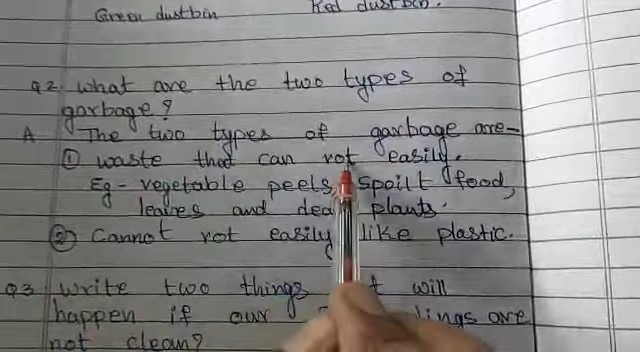 Green dustbin Red dustbin.
Q2. What are the two types of
garbage?
A The two types of garbage are-
① waste that can rot easily.
Eg- vegetable peels, spoilt food,
leaves and dea plants.
② Cannot rot easily like plastic.
Q3 Write two things will
happen if our are
not clean?